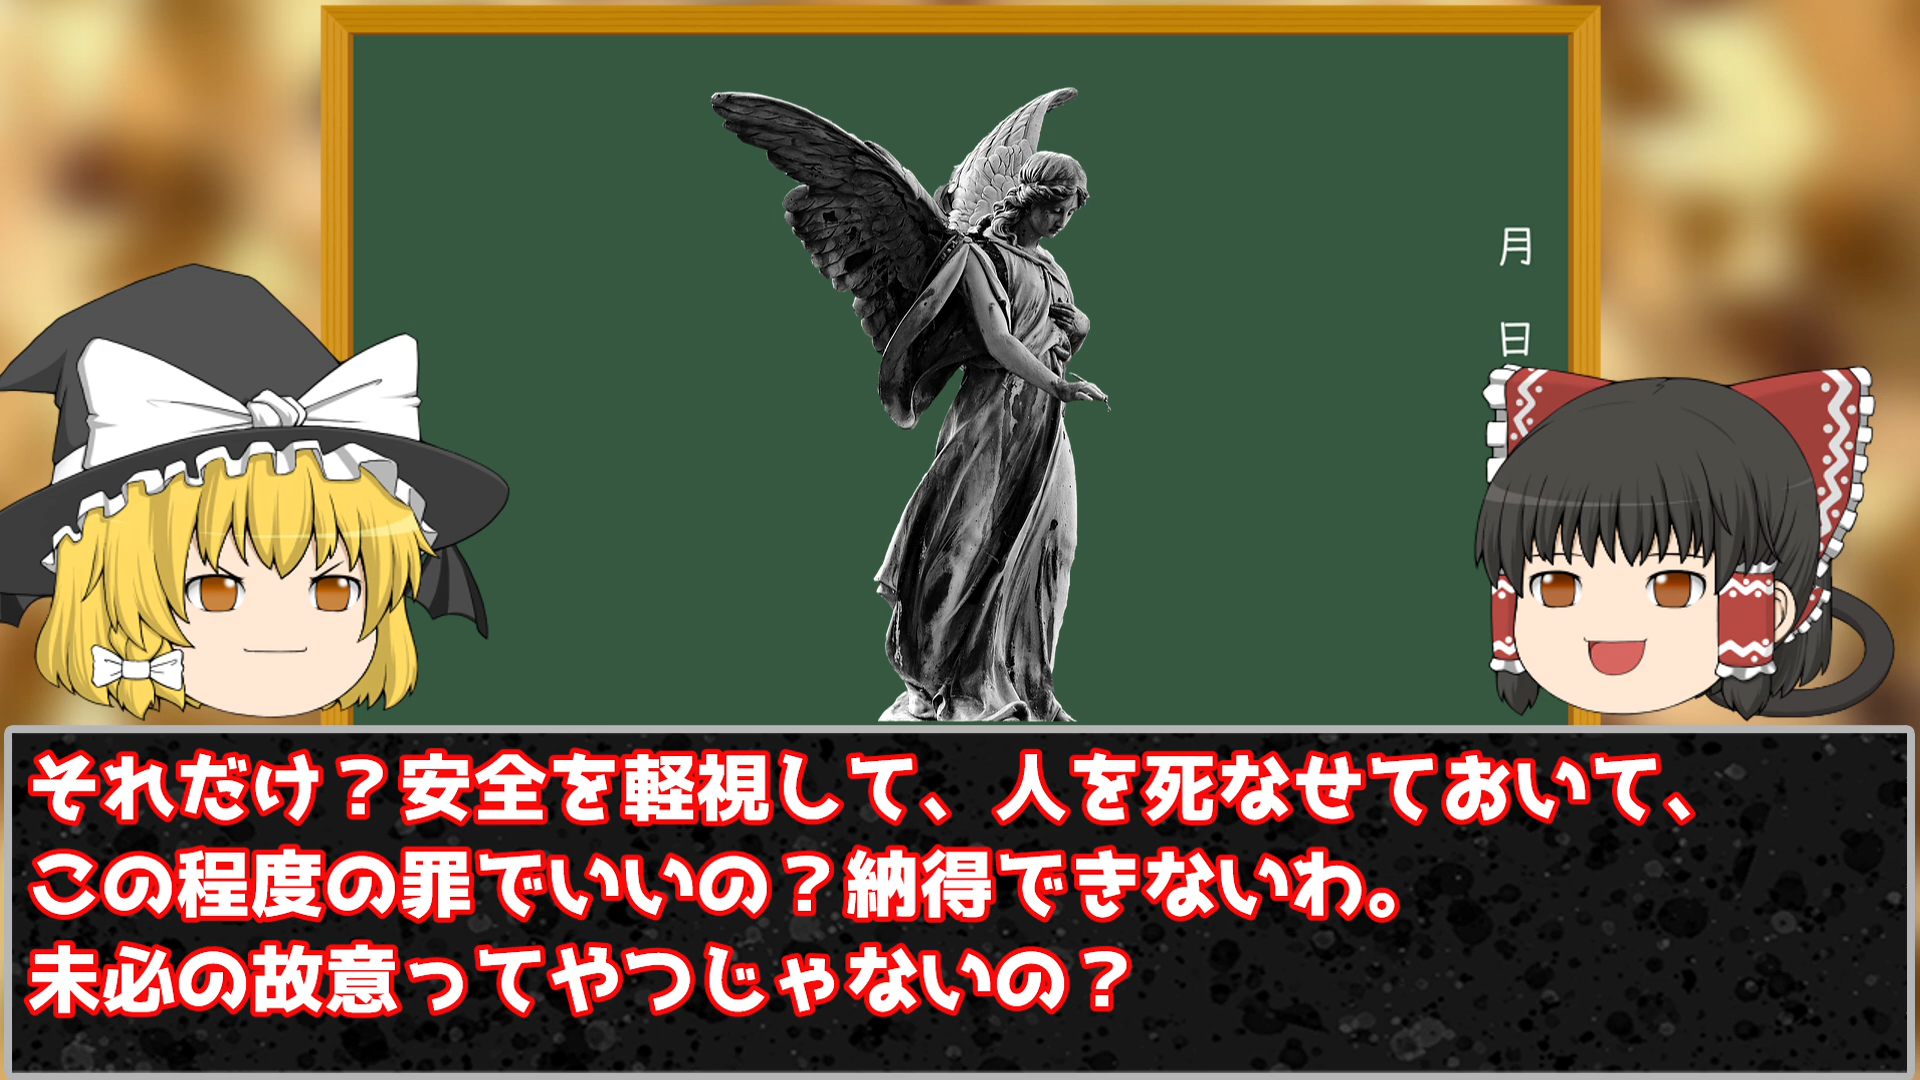 月
日
それだけ？安全を軽視して、人を死なせておいて、
この程度の罪でいいの？納得できないわ。
未必の故意ってやつじゃないの？